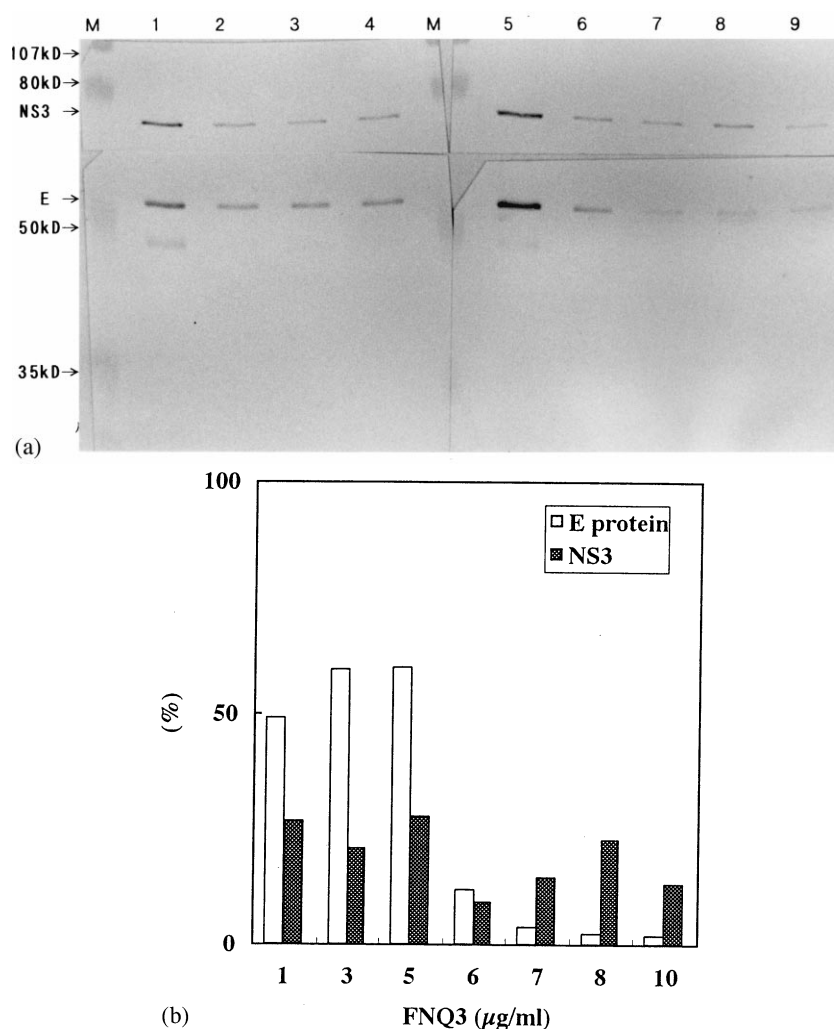 M 1 2 3 4 M 5 6 7 8 9
107kD→
80kD→
NS3 →
E →
50kD→
35kD→
(a)
100
E protein
NS3
(%)
50
0
1 3 5 6 7 8 10
(b) FNQ3 (µg/ml)